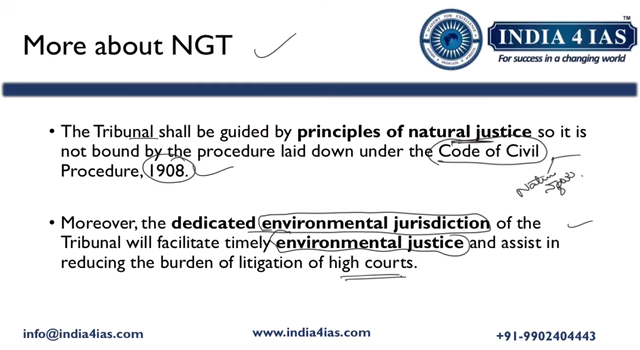 More about NGT
INDIA 4 IAS
For success in a changing world
The Tribunal shall be guided by principles of natural justice so it is
not bound by the procedure laid down under the Code of Civil
Procedure, 1908.
Moreover, the dedicated environmental jurisdiction of the
Tribunal will facilitate timely environmental justice and assist in
reducing the burden of litigation of high courts.
info@india4ias.com
www.india4ias.com
+91-9902404443